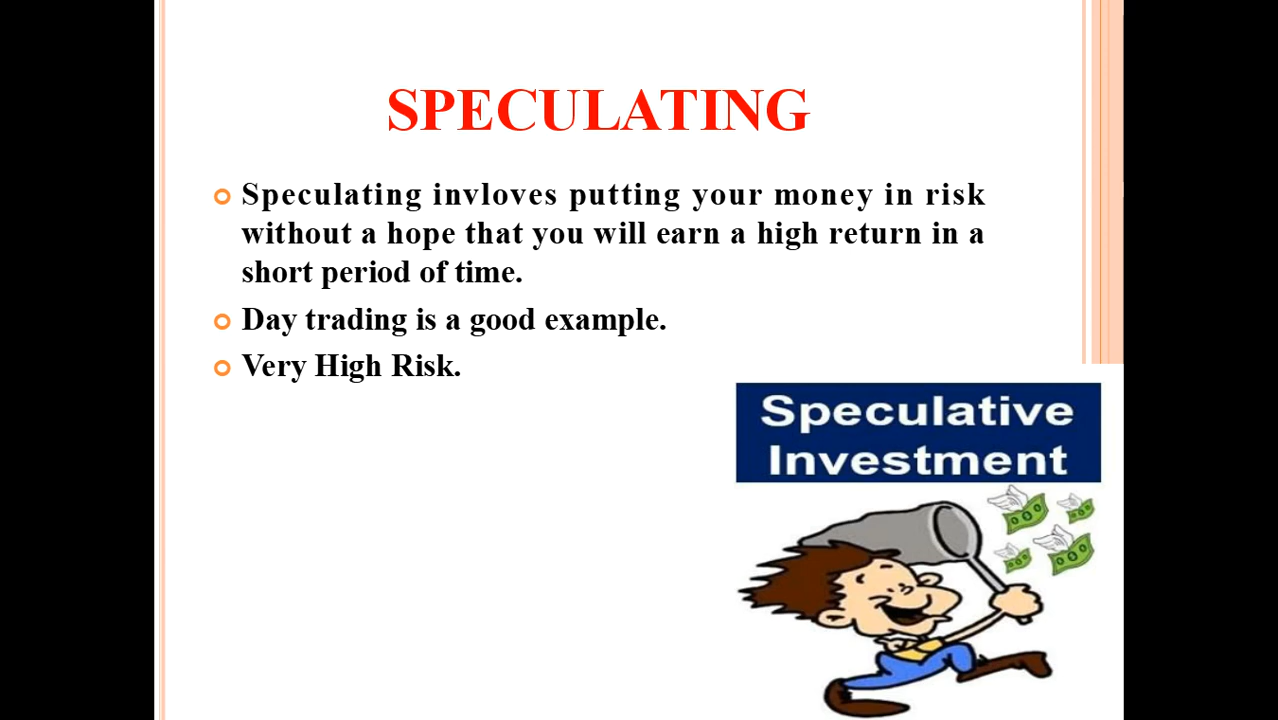 SPECULATING
Speculating invloves putting your money in risk
without a hope that you will earn a high return in a
short period of time.
Day trading is a good example.
Very High Risk.
Speculative
Investment